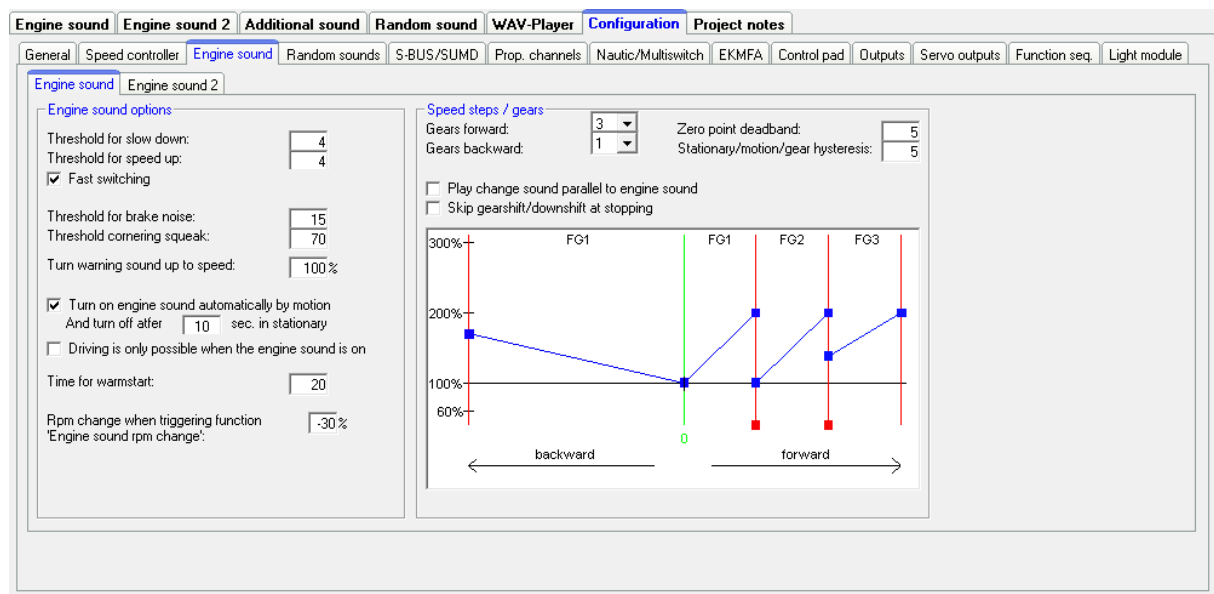 Engine sound Engine sound 2 Additional sound Random sound WAV-Player Configuration Project notes
General Speed controller Engine sound Random sounds S-BUS/SUMD Prop. channels Nautic/Multiswitch EKMFA Control pad Outputs Servo outputs Function seq. Light module
Engine sound Engine sound 2
Engine sound options
Threshold for slow down: 4
Threshold for speed up: 4
Fast switching
Threshold for brake noise: 15
Threshold cornering squeak: 70
Turn warning sound up to speed: 100 %
Turn on engine sound automatically by motion
And turn off atfer 10 sec. in stationary
Driving is only possible when the engine sound is on
Time for warmstart: 20
Rpm change when triggering function
'Engine sound rpm change': -30 %
Speed steps / gears
Gears forward: 3 Zero point deadband: 5
Gears backward: 1 Stationary/motion/gear hysteresis: 5
Play change sound parallel to engine sound
Skip gearshift/downshift at stopping
300% FG1 FG1 FG2 FG3
200%
100%
60%
0
backward forward